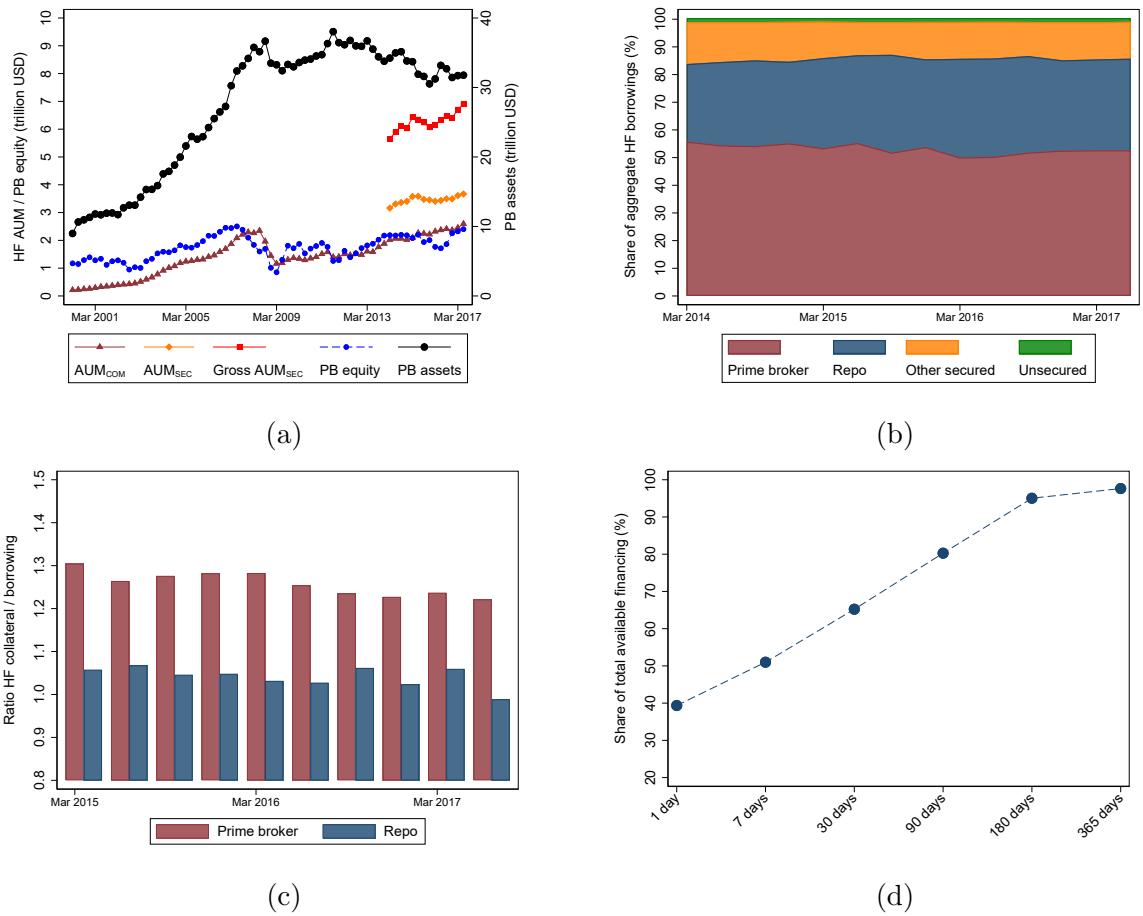 HF AUM / PB equity (trillion USD)
0 1 2 3 4 5 6 7 8 9 10
PB assets (trillion USD)
0 10 20 30 40
Mar 2001 Mar 2005 Mar 2009 Mar 2013 Mar 2017
AUMCOM AUMSEC Gross AUMSEC PB equity PB assets
(a)
Share of aggregate HF borrowings (%)
0 10 20 30 40 50 60 70 80 90 100
Mar 2014 Mar 2015 Mar 2016 Mar 2017
Prime broker Repo Other secured Unsecured
(b)
Ratio HF collateral / borrowing
0.8 0.9 1.0 1.1 1.2 1.3 1.4 1.5
Mar 2015 Mar 2016 Mar 2017
Prime broker Repo
(c)
Share of total available financing (%)
20 30 40 50 60 70 80 90 100
1 day 7 days 30 days 90 days 180 days 365 days
(d)